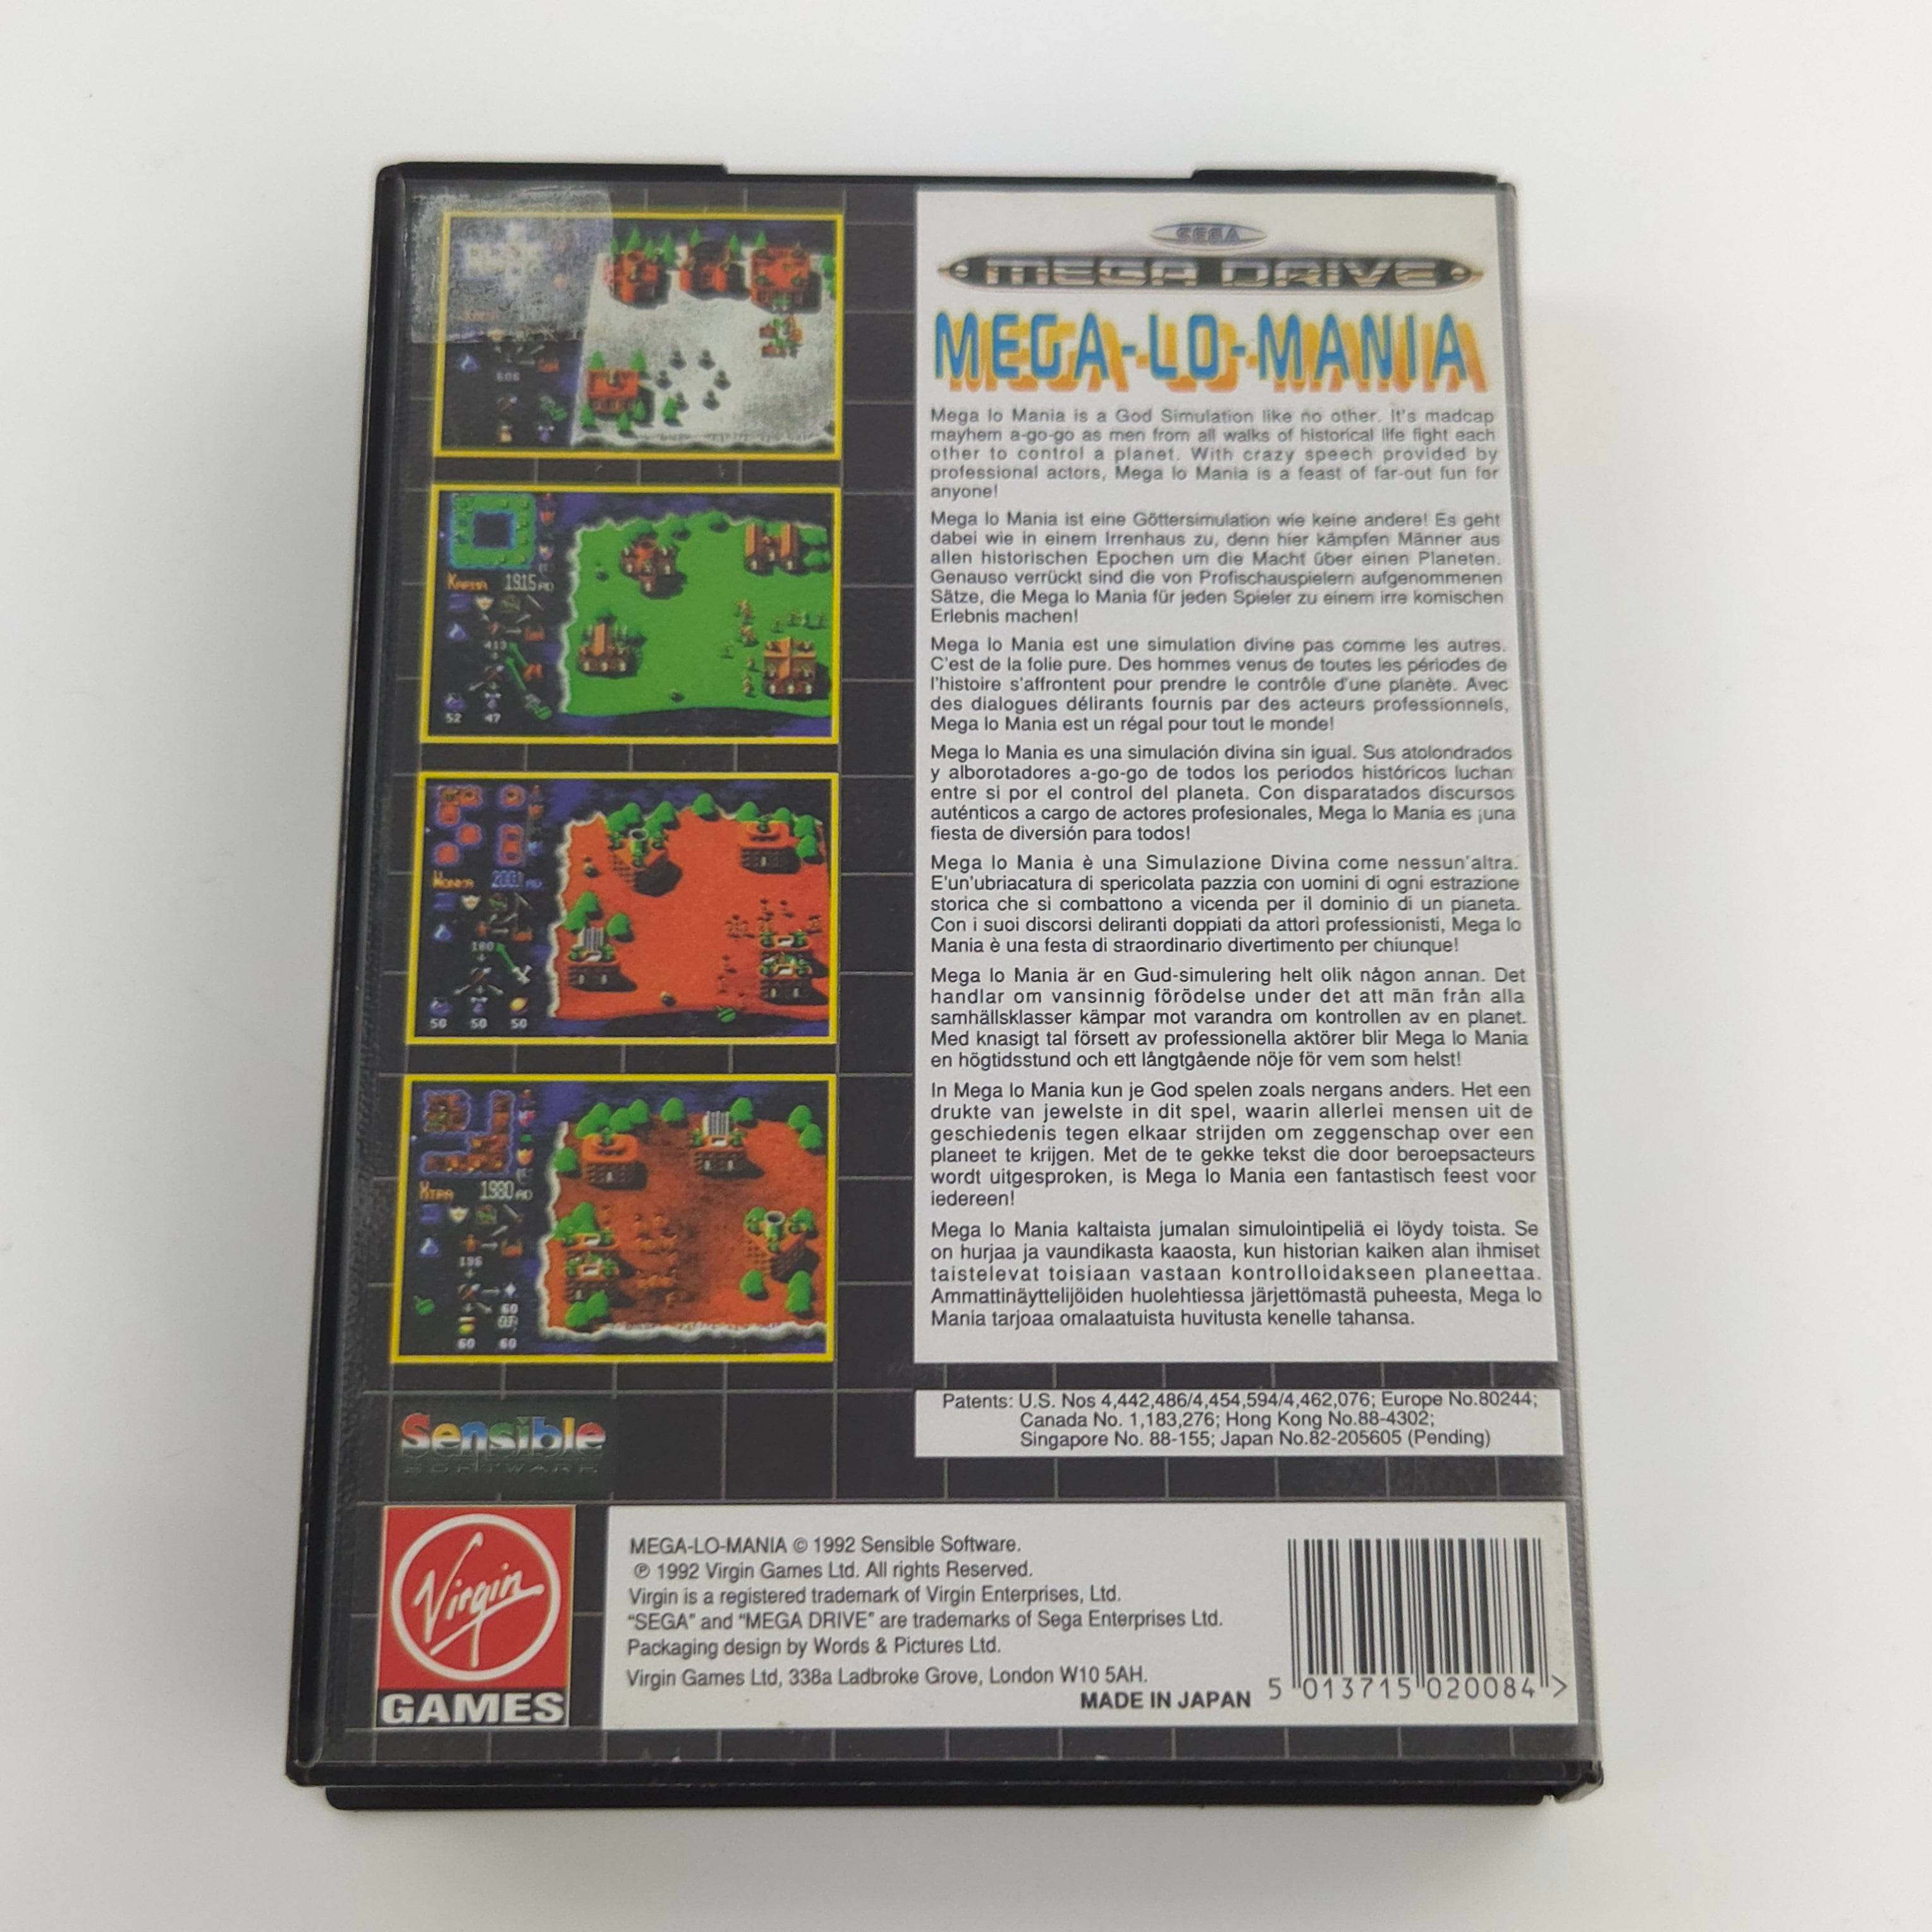 SEGA
MEGA DRIVE
MEGA-LO-MANIA
Mega lo Mania is a God Simulation like no other. It's madcap
mayhem a-go-go as men from all walks of historical life fight each
other to control a planet. With crazy speech provided by
professional actors, Mega lo Mania is a feast of far-out fun for
anyone!
Mega lo Mania ist eine Göttersimulation wie keine andere! Es geht
dabei wie in einem Irrenhaus zu, denn hier kämpfen Männer aus
allen historischen Epochen um die Macht über einen Planeten.
Genauso verrückt sind die von Profischauspielern aufgenommenen
Sätze, die Mega lo Mania für jeden Spieler zu einem irre komischen
Erlebnis machen!
Mega lo Mania est une simulation divine pas comme les autres.
C'est de la folie pure. Des hommes venus de toutes les périodes de
l'histoire s'affrontent pour prendre le contrôle d'une planète. Avec
des dialogues délirants fournis par des acteurs professionnels,
Mega lo Mania est un régal pour tout le monde!
Mega lo Mania es una simulación divina sin igual. Sus atolondrados
y alborotadores a-go-go de todos los periodos históricos luchan
entre si por el control del planeta. Con disparatados discursos
auténticos a cargo de actores profesionales, Mega lo Mania es ¡una
fiesta de diversión para todos!
Mega lo Mania è una Simulazione Divina come nessun'altra.
E'un'ubriacatura di spericolata pazzia con uomini di ogni estrazione
storica che si combattono a vicenda per il dominio di un pianeta.
Con i suoi discorsi deliranti doppiati da attori professionisti, Mega lo
Mania è una festa di straordinario divertimento per chiunque!
Mega lo Mania är en Gud-simulering helt olik någon annan. Det
handlar om vansinnig förödelse under det att män från alla
samhällsklasser kämpar mot varandra om kontrollen av en planet.
Med knasigt tal försett av professionella aktörer blir Mega lo Mania
en högtidsstund och ett långtgående nöje för vem som helst!
In Mega lo Mania kun je God spelen zoals nergans anders. Het een
drukte van jewelste in dit spel, waarin allerlei mensen uit de
geschiedenis tegen elkaar strijden om zeggenschap over een
planeet te krijgen. Met de te gekke tekst die door beroepsacteurs
wordt uitgesproken, is Mega lo Mania een fantastisch feest voor
iedereen!
Mega lo Mania kaltaista jumalan simulointipeliä ei löydy toista. Se
on hurjaa ja vaundikasta kaaosta, kun historian kaiken alan ihmiset
taistelevat toisiaan vastaan kontrolloidakseen planeettaa.
Ammattinäyttelijöiden huolehtiessa järjettömastä puheesta, Mega lo
Mania tarjoaa omalaatuista huvitusta kenelle tahansa.
Patents: U.S. Nos 4,442,486/4,454,594/4,462,076; Europe No.80244;
Canada No. 1,183,276; Hong Kong No.88-4302;
Singapore No. 88-155; Japan No.82-205605 (Pending)
606
KARMA 1915 AD
410
52 47
2001 AD
180
50 50 50
XTRA 1980 AD
196
60
60 60
Sensible
SOFTWARE
Virgin
GAMES
MEGA-LO-MANIA © 1992 Sensible Software.
℗ 1992 Virgin Games Ltd. All rights Reserved.
Virgin is a registered trademark of Virgin Enterprises, Ltd.
"SEGA" and "MEGA DRIVE" are trademarks of Sega Enterprises Ltd.
Packaging design by Words & Pictures Ltd.
Virgin Games Ltd, 338a Ladbroke Grove, London W10 5AH.
MADE IN JAPAN
5 013715 020084 >